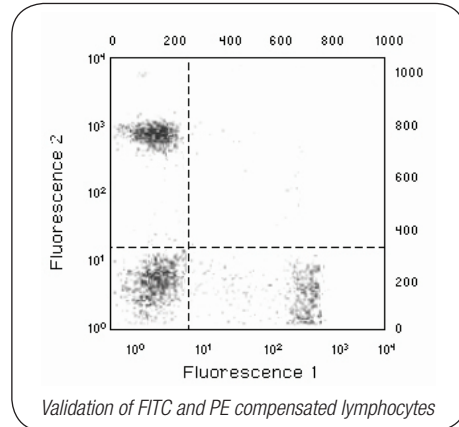 0 200 400 600 800 1000
10⁴ 1000
10³ 800
Fluorescence 2
10² 600
400
10¹ 200
10⁰ 0
10⁰ 10¹ 10² 10³ 10⁴
Fluorescence 1
Validation of FITC and PE compensated lymphocytes